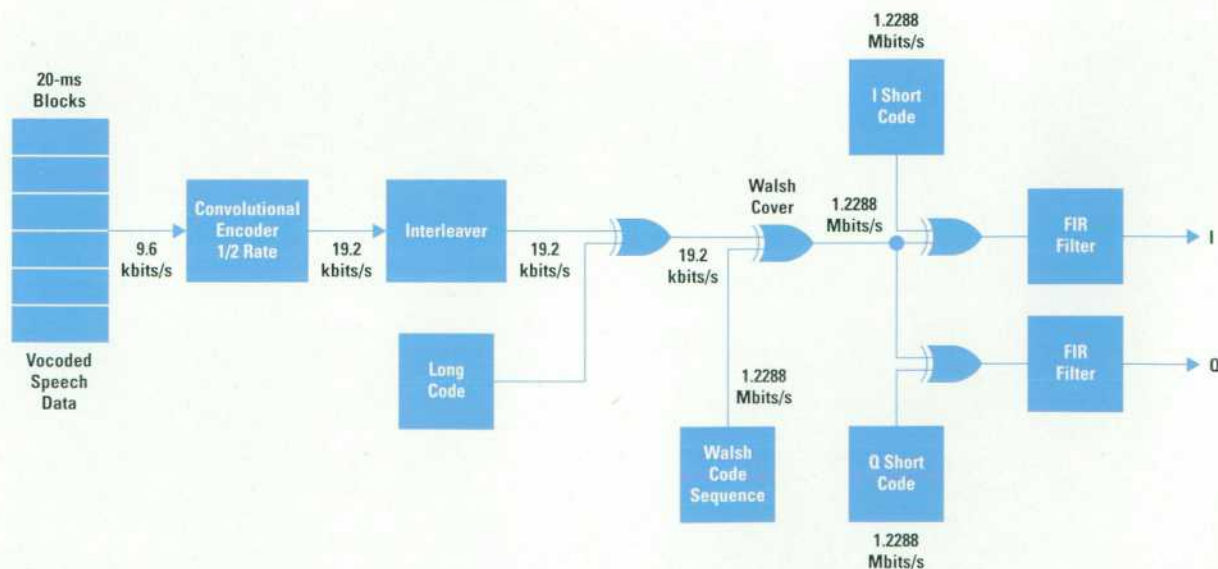 20-ms
Blocks
Vocoded
Speech
Data
9.6
kbits/s
Convolutional
Encoder
1/2 Rate
19.2
kbits/s
Interleaver
19.2
kbits/s
Long
Code
19.2
kbits/s
Walsh
Cover
1.2288
Mbits/s
Walsh
Code
Sequence
1.2288
Mbits/s
1.2288
Mbits/s
I Short
Code
FIR
Filter
I
FIR
Filter
Q
Q Short
Code
1.2288
Mbits/s